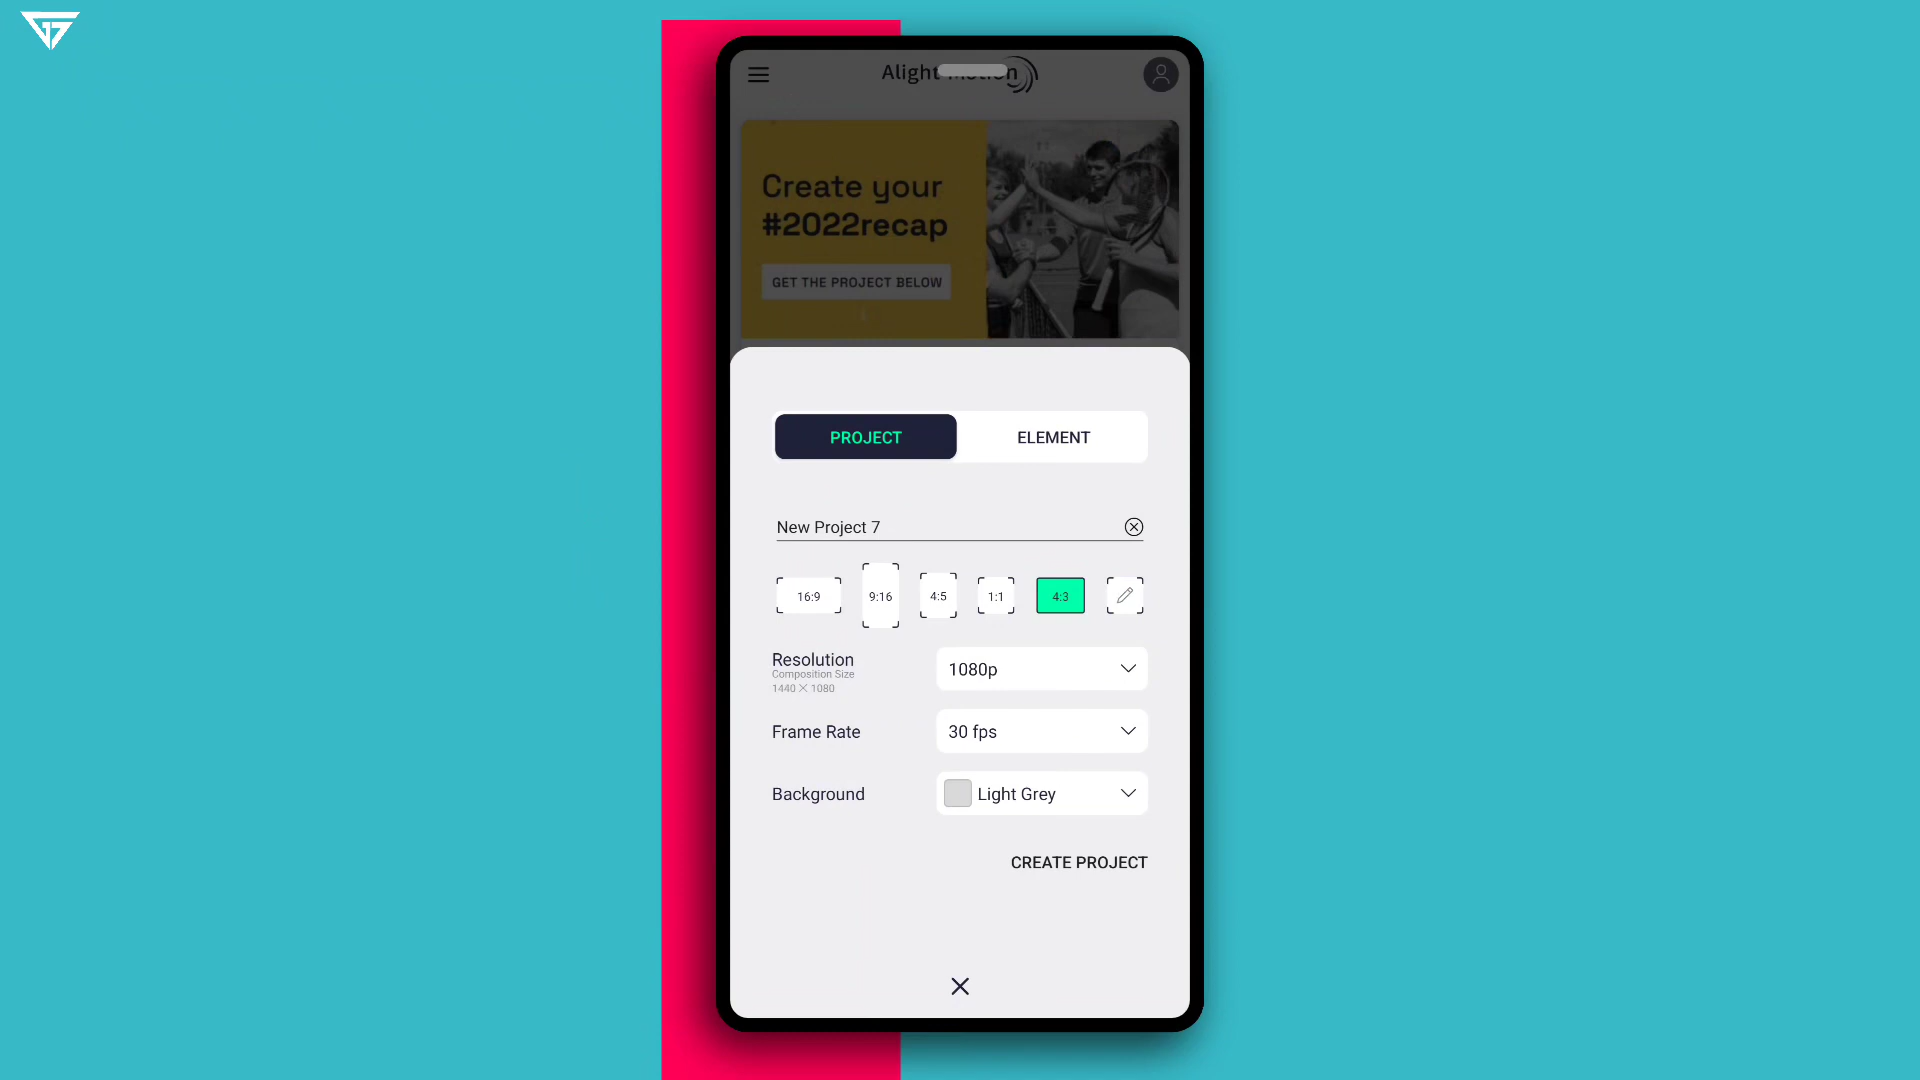 Alight Motion
Create your
#2022recap
GET THE PROJECT BELOW
PROJECT
ELEMENT
New Project 7
16:9
9:16
4:5
1:1
4:3
Resolution
Composition Size
1440 × 1080
1080p
Frame Rate
30 fps
Background
Light Grey
CREATE PROJECT